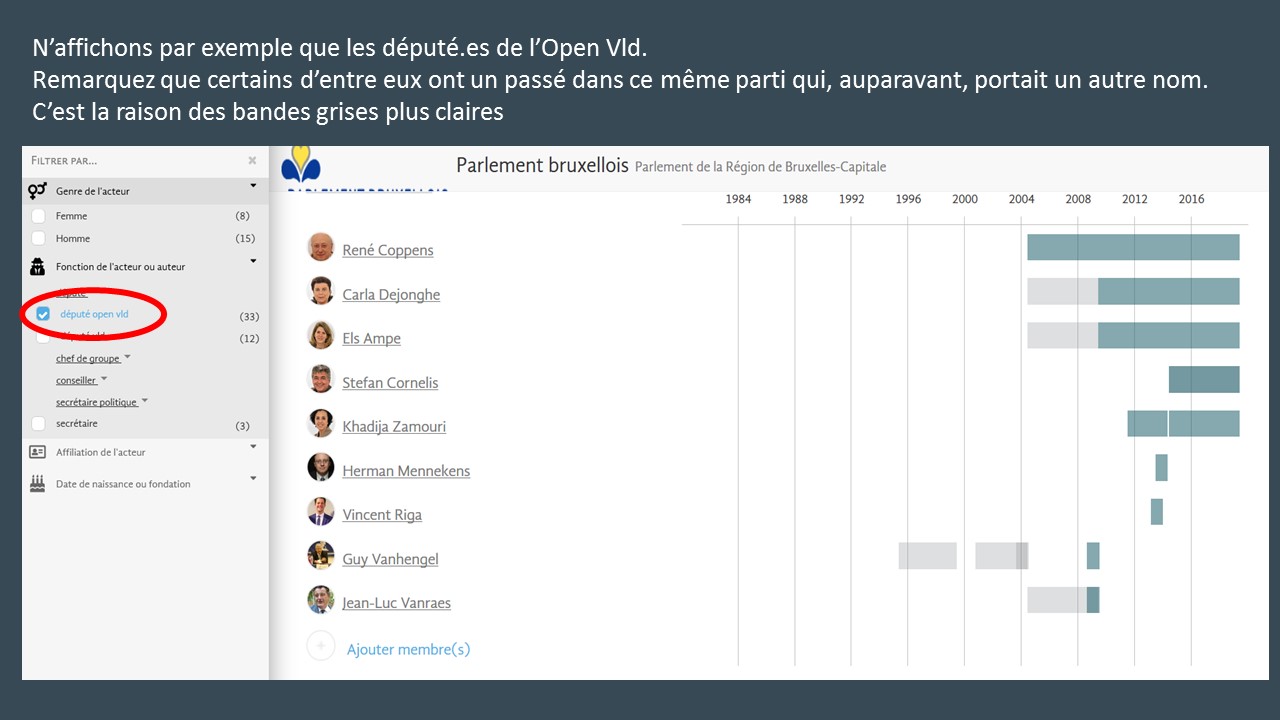 N’affichons par exemple que les député.es de l’Open Vld.
Remarquez que certains d’entre eux ont un passé dans ce même parti qui, auparavant, portait un autre nom.
C’est la raison des bandes grises plus claires
FILTRER PAR... ×
Genre de l'acteur
Femme (8)
Homme (15)
Fonction de l'acteur ou auteur
député open vld (33)
(12)
chef de groupe
conseiller
secrétaire politique
secrétaire (3)
Affiliation de l'acteur
Date de naissance ou fondation
Parlement bruxellois Parlement de la Région de Bruxelles-Capitale
1984 1988 1992 1996 2000 2004 2008 2012 2016
René Coppens
Carla Dejonghe
Els Ampe
Stefan Cornelis
Khadija Zamouri
Herman Mennekens
Vincent Riga
Guy Vanhengel
Jean-Luc Vanraes
+ Ajouter membre(s)